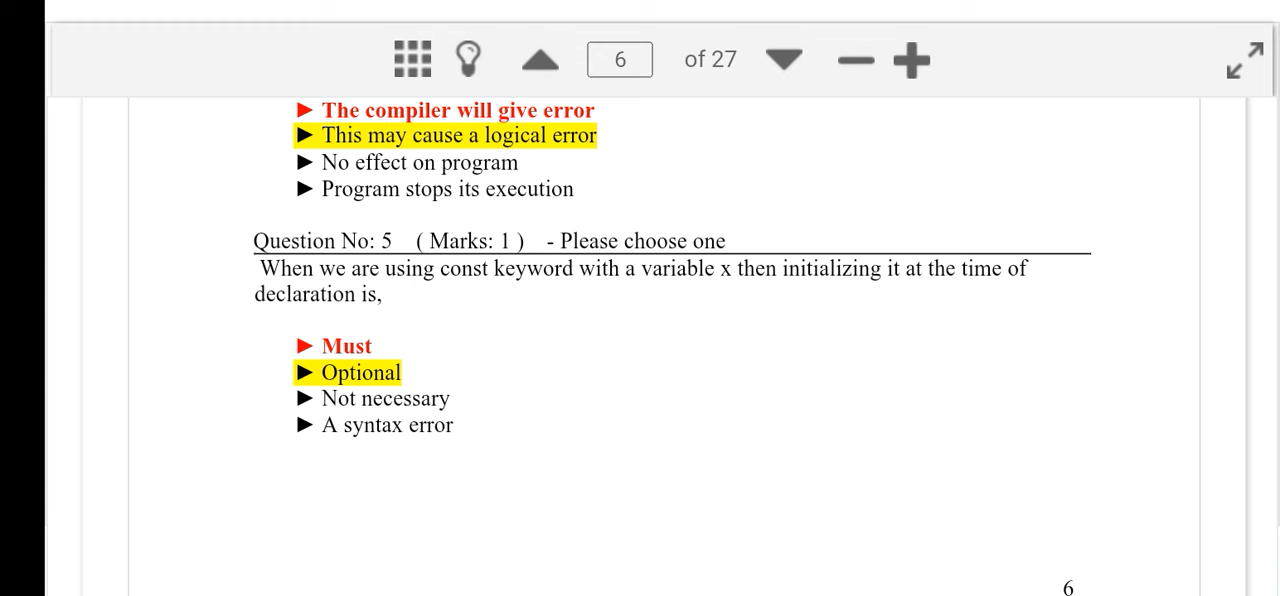 6 of 27
► The compiler will give error
► This may cause a logical error
► No effect on program
► Program stops its execution
Question No: 5 ( Marks: 1 ) - Please choose one
When we are using const keyword with a variable x then initializing it at the time of
declaration is,
► Must
► Optional
► Not necessary
► A syntax error
6